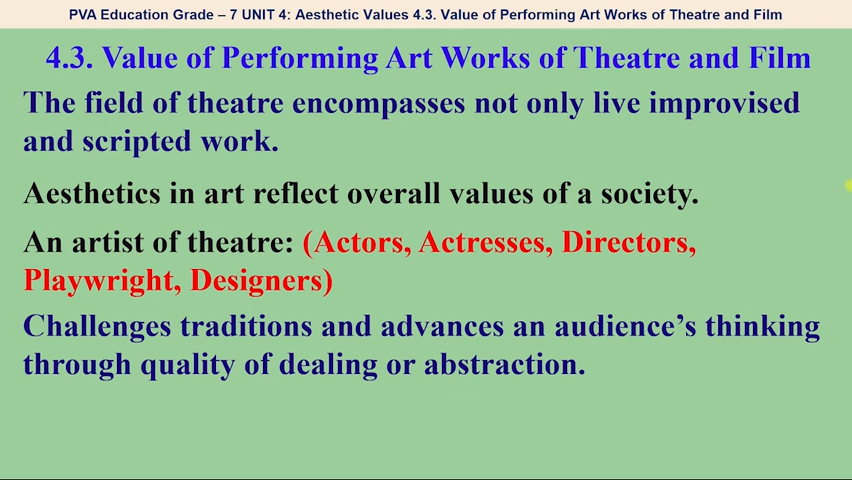 PVA Education Grade – 7 UNIT 4: Aesthetic Values 4.3. Value of Performing Art Works of Theatre and Film
4.3. Value of Performing Art Works of Theatre and Film
The field of theatre encompasses not only live improvised
and scripted work.
Aesthetics in art reflect overall values of a society.
An artist of theatre: (Actors, Actresses, Directors,
Playwright, Designers)
Challenges traditions and advances an audience’s thinking
through quality of dealing or abstraction.